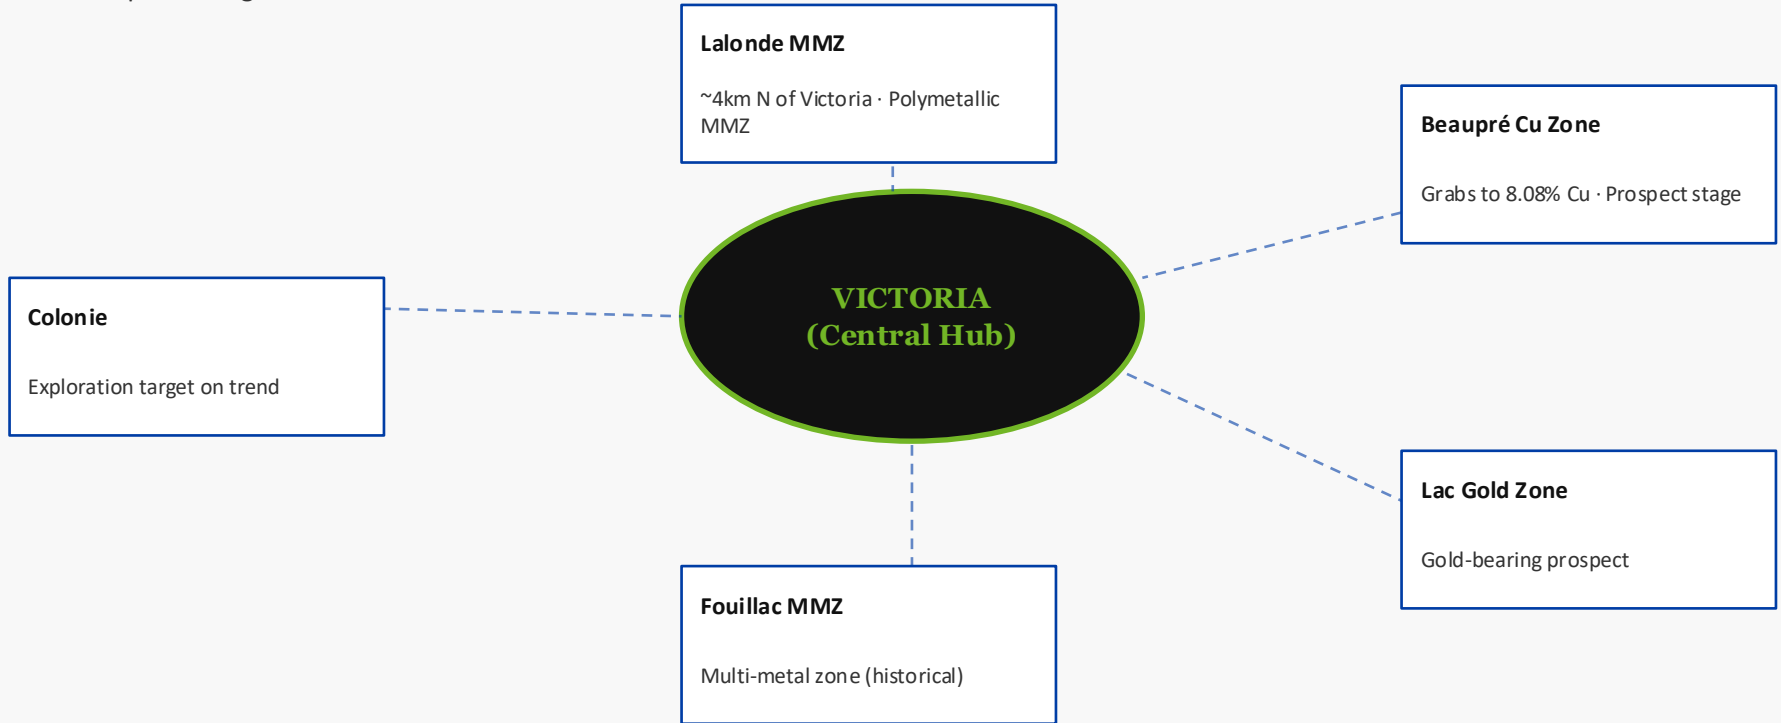 Lalonde MMZ
~4km N of Victoria · Polymetallic
MMZ
Beaupré Cu Zone
Grabs to 8.08% Cu · Prospect stage
VICTORIA
(Central Hub)
Colonie
Exploration target on trend
Lac Gold Zone
Gold-bearing prospect
Fouillac MMZ
Multi-metal zone (historical)